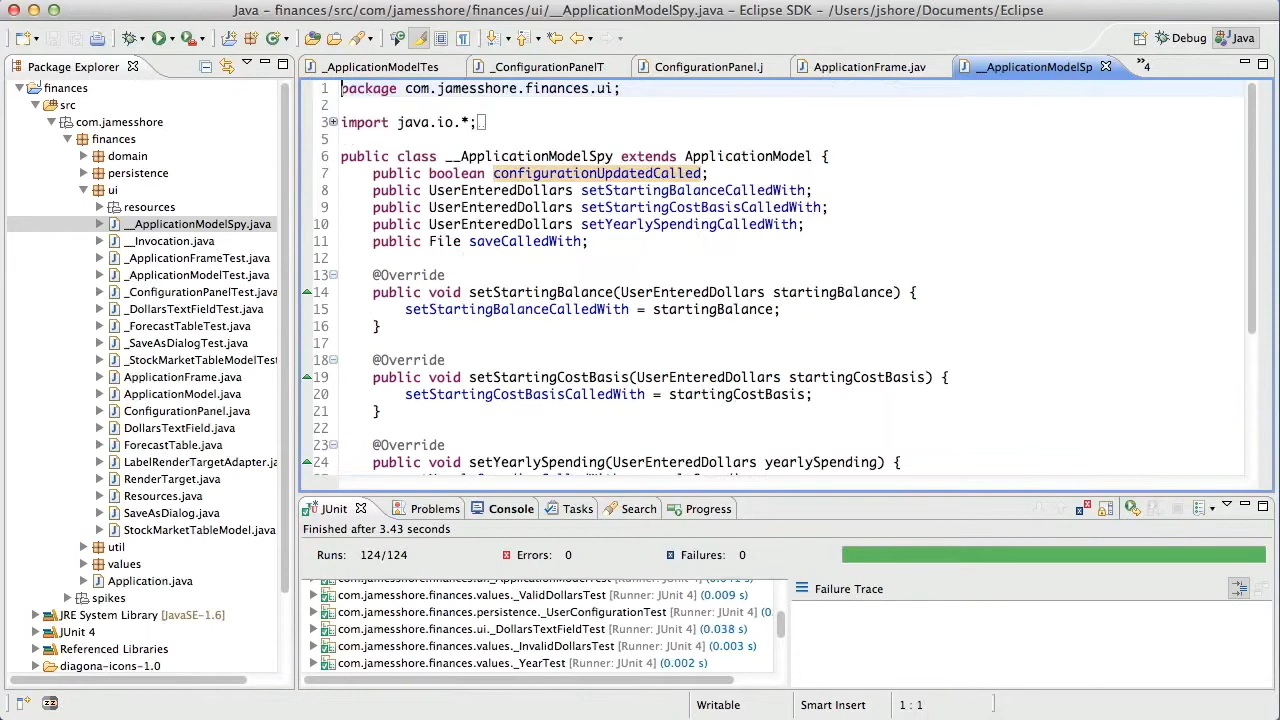 Java - finances/src/com/jamesshore/finances/ui/__ApplicationModelSpy.java - Eclipse SDK - /Users/jshore/Documents/Eclipse
Debug
Java
Package Explorer
_ApplicationModelTes
_ConfigurationPanelT
ConfigurationPanel.j
ApplicationFrame.jav
__ApplicationModelSp
»4
finances
src
com.jamesshore
finances
domain
persistence
ui
resources
__ApplicationModelSpy.java
__Invocation.java
_ApplicationFrameTest.java
_ApplicationModelTest.java
_ConfigurationPanelTest.java
_DollarsTextFieldTest.java
_ForecastTableTest.java
_SaveAsDialogTest.java
_StockMarketTableModelTest
ApplicationFrame.java
ApplicationModel.java
ConfigurationPanel.java
DollarsTextField.java
ForecastTable.java
LabelRenderTargetAdapter.ja
RenderTarget.java
Resources.java
SaveAsDialog.java
StockMarketTableModel.java
util
values
Application.java
spikes
JRE System Library [JavaSE-1.6]
JUnit 4
Referenced Libraries
diagona-icons-1.0
1 package com.jamesshore.finances.ui;
2
3 import java.io.*;
5
6 public class __ApplicationModelSpy extends ApplicationModel {
7 public boolean configurationUpdatedCalled;
8 public UserEnteredDollars setStartingBalanceCalledWith;
9 public UserEnteredDollars setStartingCostBasisCalledWith;
10 public UserEnteredDollars setYearlySpendingCalledWith;
11 public File saveCalledWith;
12
13 @Override
14 public void setStartingBalance(UserEnteredDollars startingBalance) {
15 setStartingBalanceCalledWith = startingBalance;
16 }
17
18 @Override
19 public void setStartingCostBasis(UserEnteredDollars startingCostBasis) {
20 setStartingCostBasisCalledWith = startingCostBasis;
21 }
22
23 @Override
24 public void setYearlySpending(UserEnteredDollars yearlySpending) {
JUnit
Problems
Console
Tasks
Search
Progress
Finished after 3.43 seconds
Runs: 124/124
Errors: 0
Failures: 0
com.jamesshore.finances.ui._ApplicationModelTest [Runner: JUnit 4]
com.jamesshore.finances.values._ValidDollarsTest [Runner: JUnit 4] (0.009 s)
com.jamesshore.finances.persistence._UserConfigurationTest [Runner: JUnit 4] (0.
com.jamesshore.finances.ui._DollarsTextFieldTest [Runner: JUnit 4] (0.038 s)
com.jamesshore.finances.values._InvalidDollarsTest [Runner: JUnit 4] (0.003 s)
com.jamesshore.finances.values._YearTest [Runner: JUnit 4] (0.002 s)
Failure Trace
Writable
Smart Insert
1 : 1